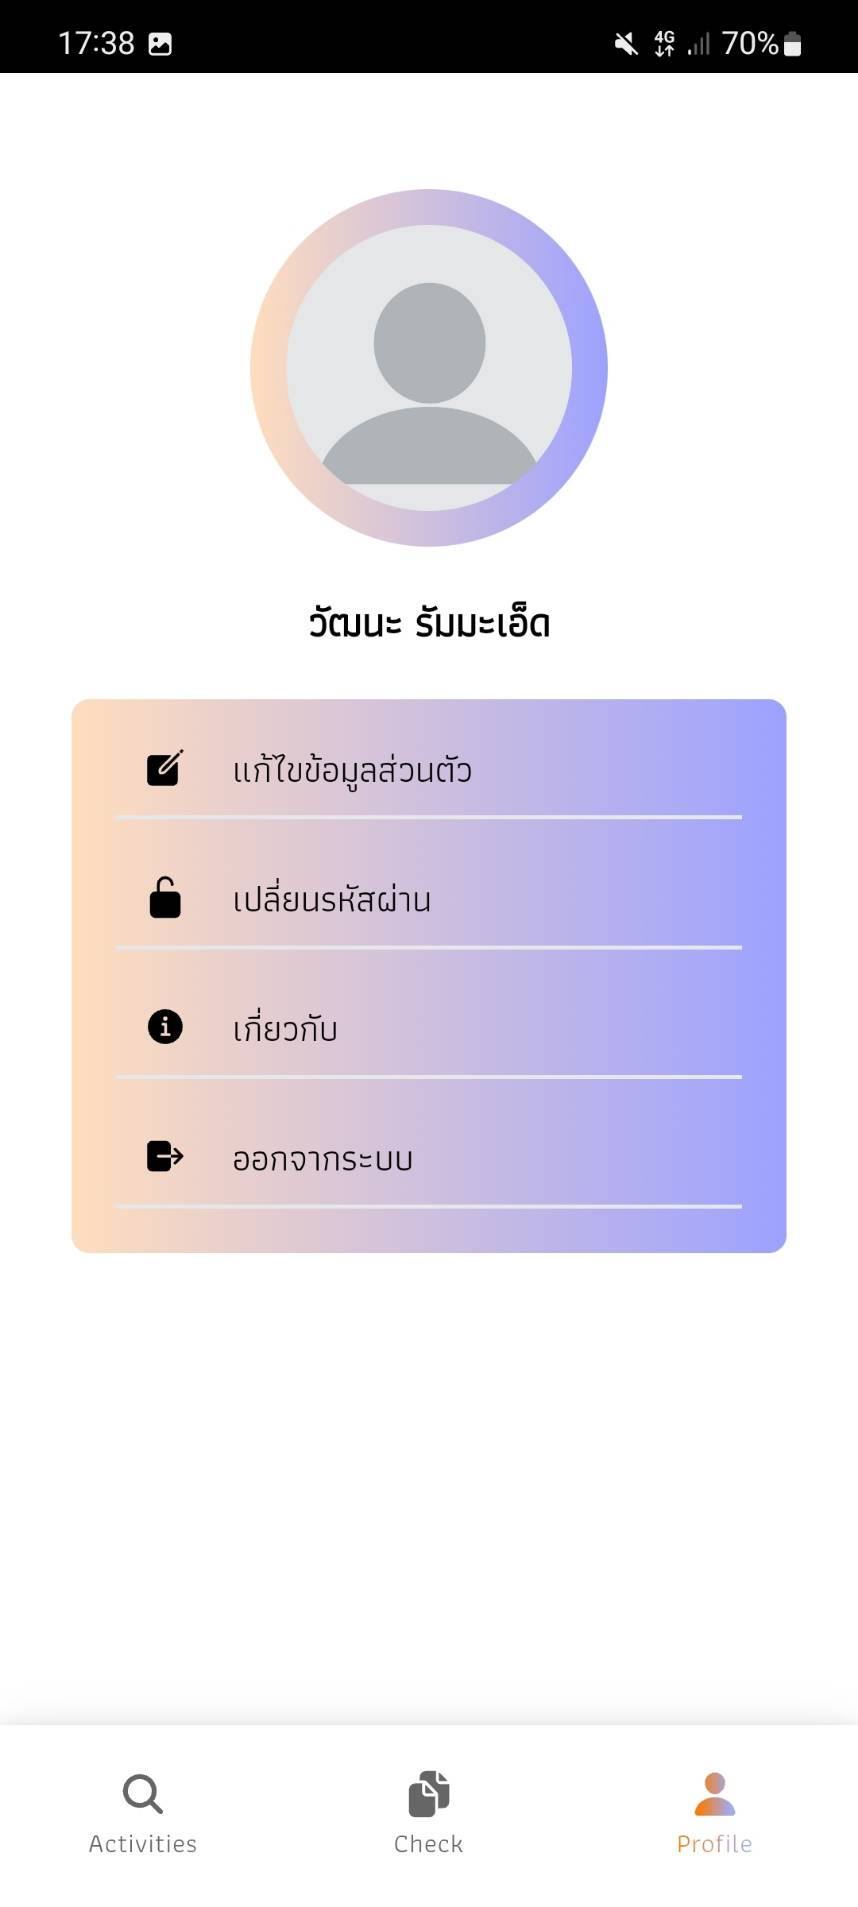 17:38 4G 70%
วัฒนะ รัมมะเอ็ด
แก้ไขข้อมูลส่วนตัว
เปลี่ยนรหัสผ่าน
เกี่ยวกับ
ออกจากระบบ
Activities Check Profile